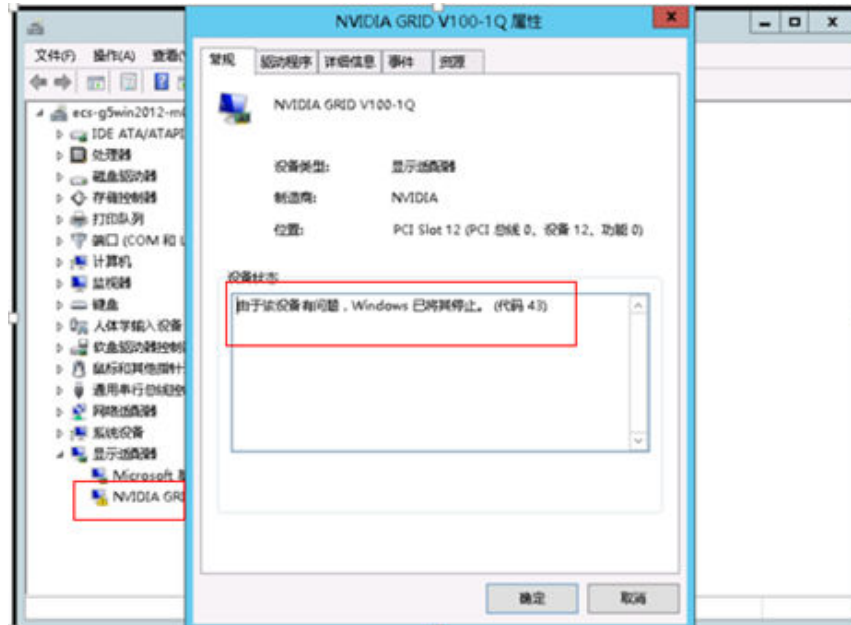 NVIDIA GRID V100-1Q 属性
文件(F) 操作(A) 查看(
常规 驱动程序 详细信息 事件 资源
ecs-g5win2012-m
IDE ATA/ATAPI
处理器
磁盘驱动器
存储控制器
打印队列
端口 (COM 和 L
计算机
监视器
键盘
人体学输入设备
软盘驱动器控制
鼠标和其他指针
通用串行总线控
网络适配器
系统设备
显示适配器
Microsoft 基
NVIDIA GRI
NVIDIA GRID V100-1Q
设备类型: 显示适配器
制造商: NVIDIA
位置: PCI Slot 12 (PCI 总线 0、设备 12、功能 0)
设备状态
由于该设备有问题，Windows 已将其停止。 (代码 43)
确定 取消